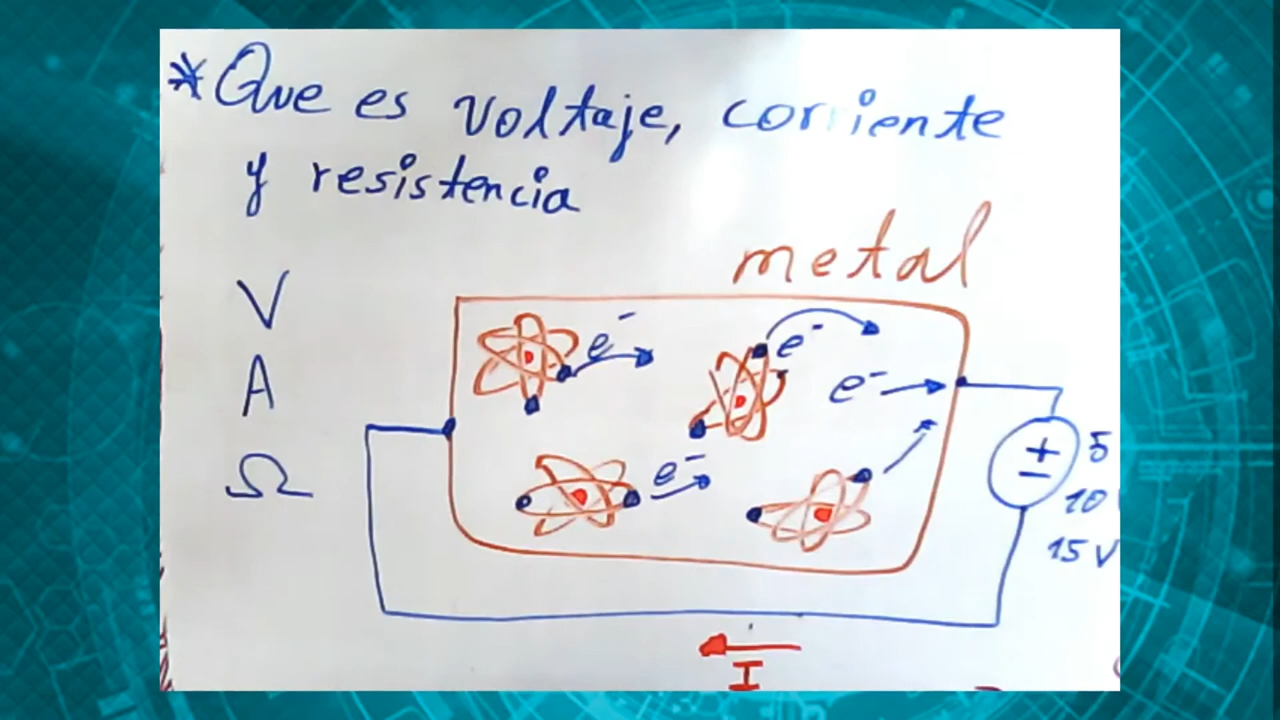 *Que es voltaje, corriente
y resistencia
metal
V
A
Ω
e⁻
e⁻
e⁻
e⁻
+
−
5
10
15 V
I